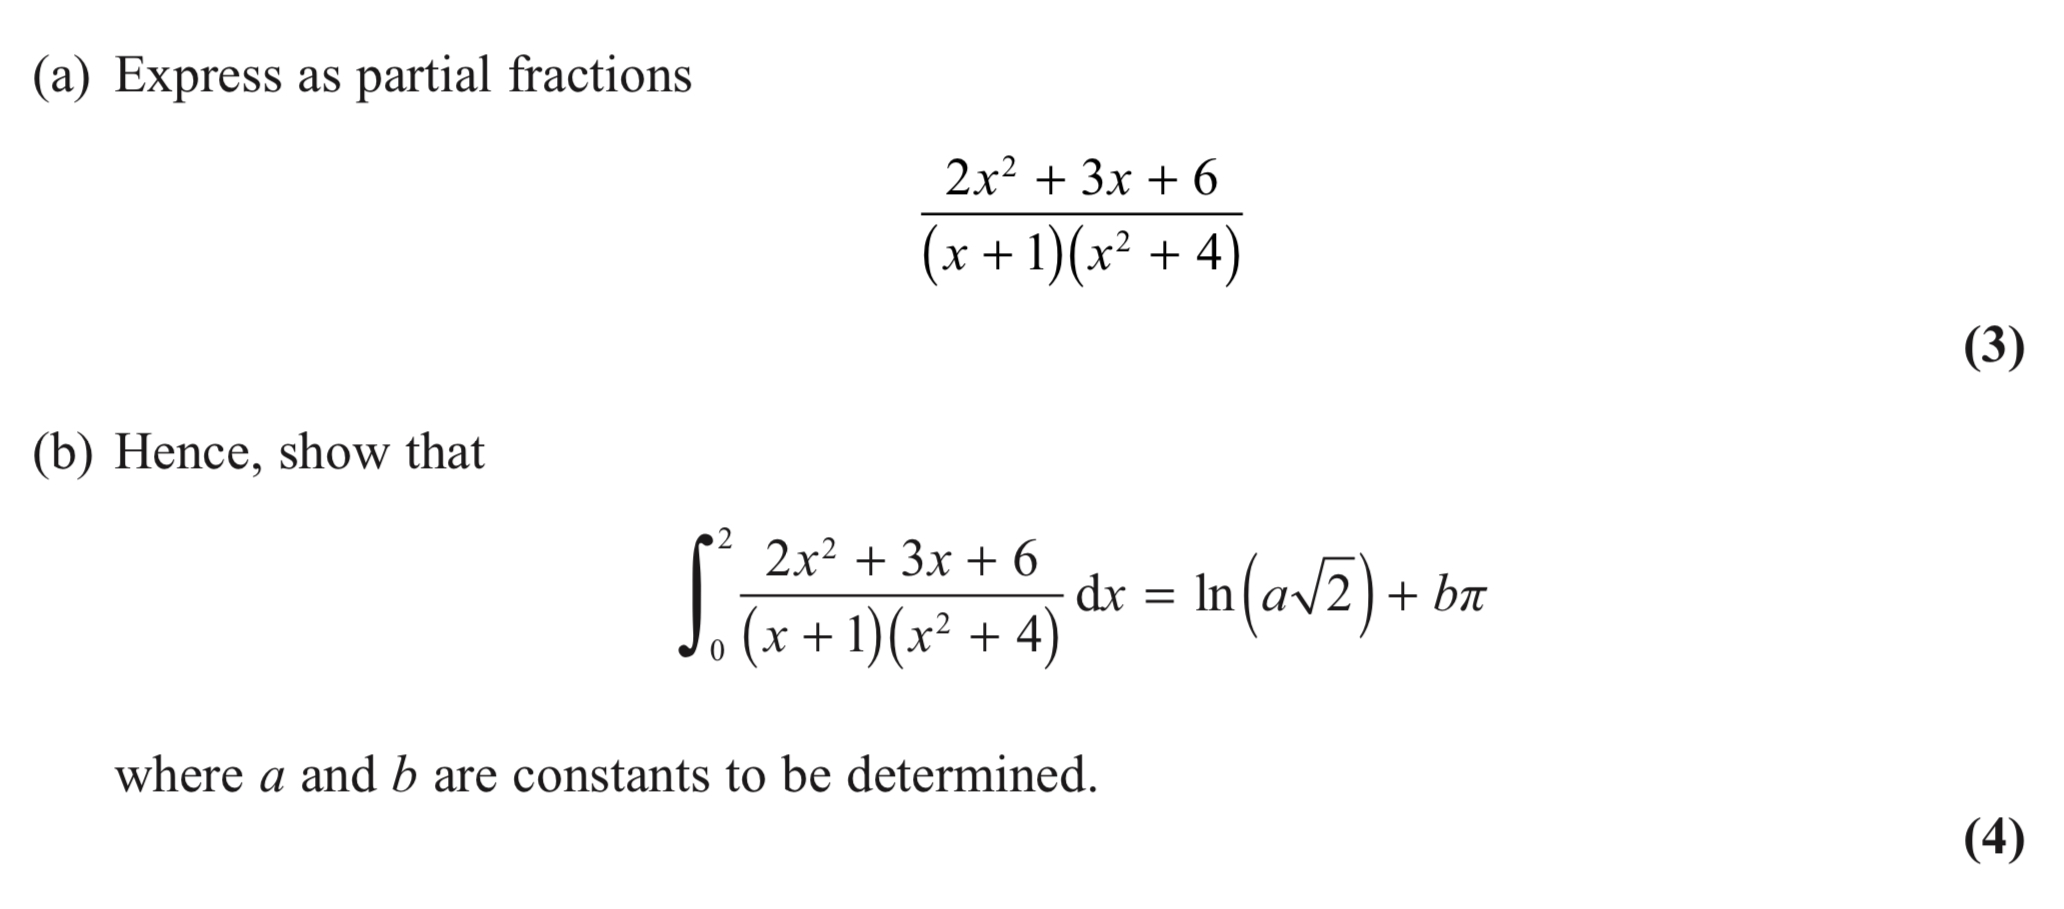 (a) Express as partial fractions
2x² + 3x + 6
(x + 1)(x² + 4)
(3)
(b) Hence, show that
∫₀² (2x² + 3x + 6)/((x + 1)(x² + 4)) dx = ln(a√2) + bπ
where a and b are constants to be determined.
(4)